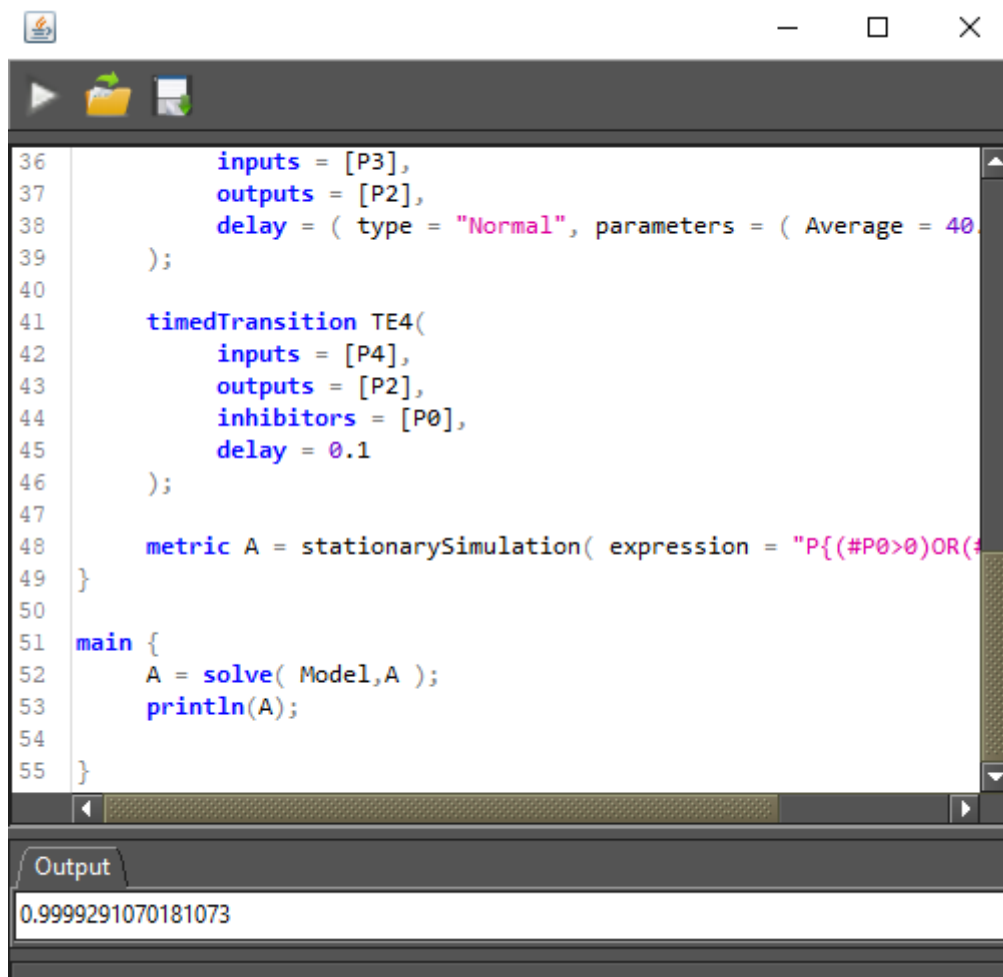 36 inputs = [P3],
37 outputs = [P2],
38 delay = ( type = "Normal", parameters = ( Average = 40.
39 );
40
41 timedTransition TE4(
42 inputs = [P4],
43 outputs = [P2],
44 inhibitors = [P0],
45 delay = 0.1
46 );
47
48 metric A = stationarySimulation( expression = "P{(#P0>0)OR(#
49 }
50
51 main {
52 A = solve( Model,A );
53 println(A);
54
55 }
Output
0.9999291070181073